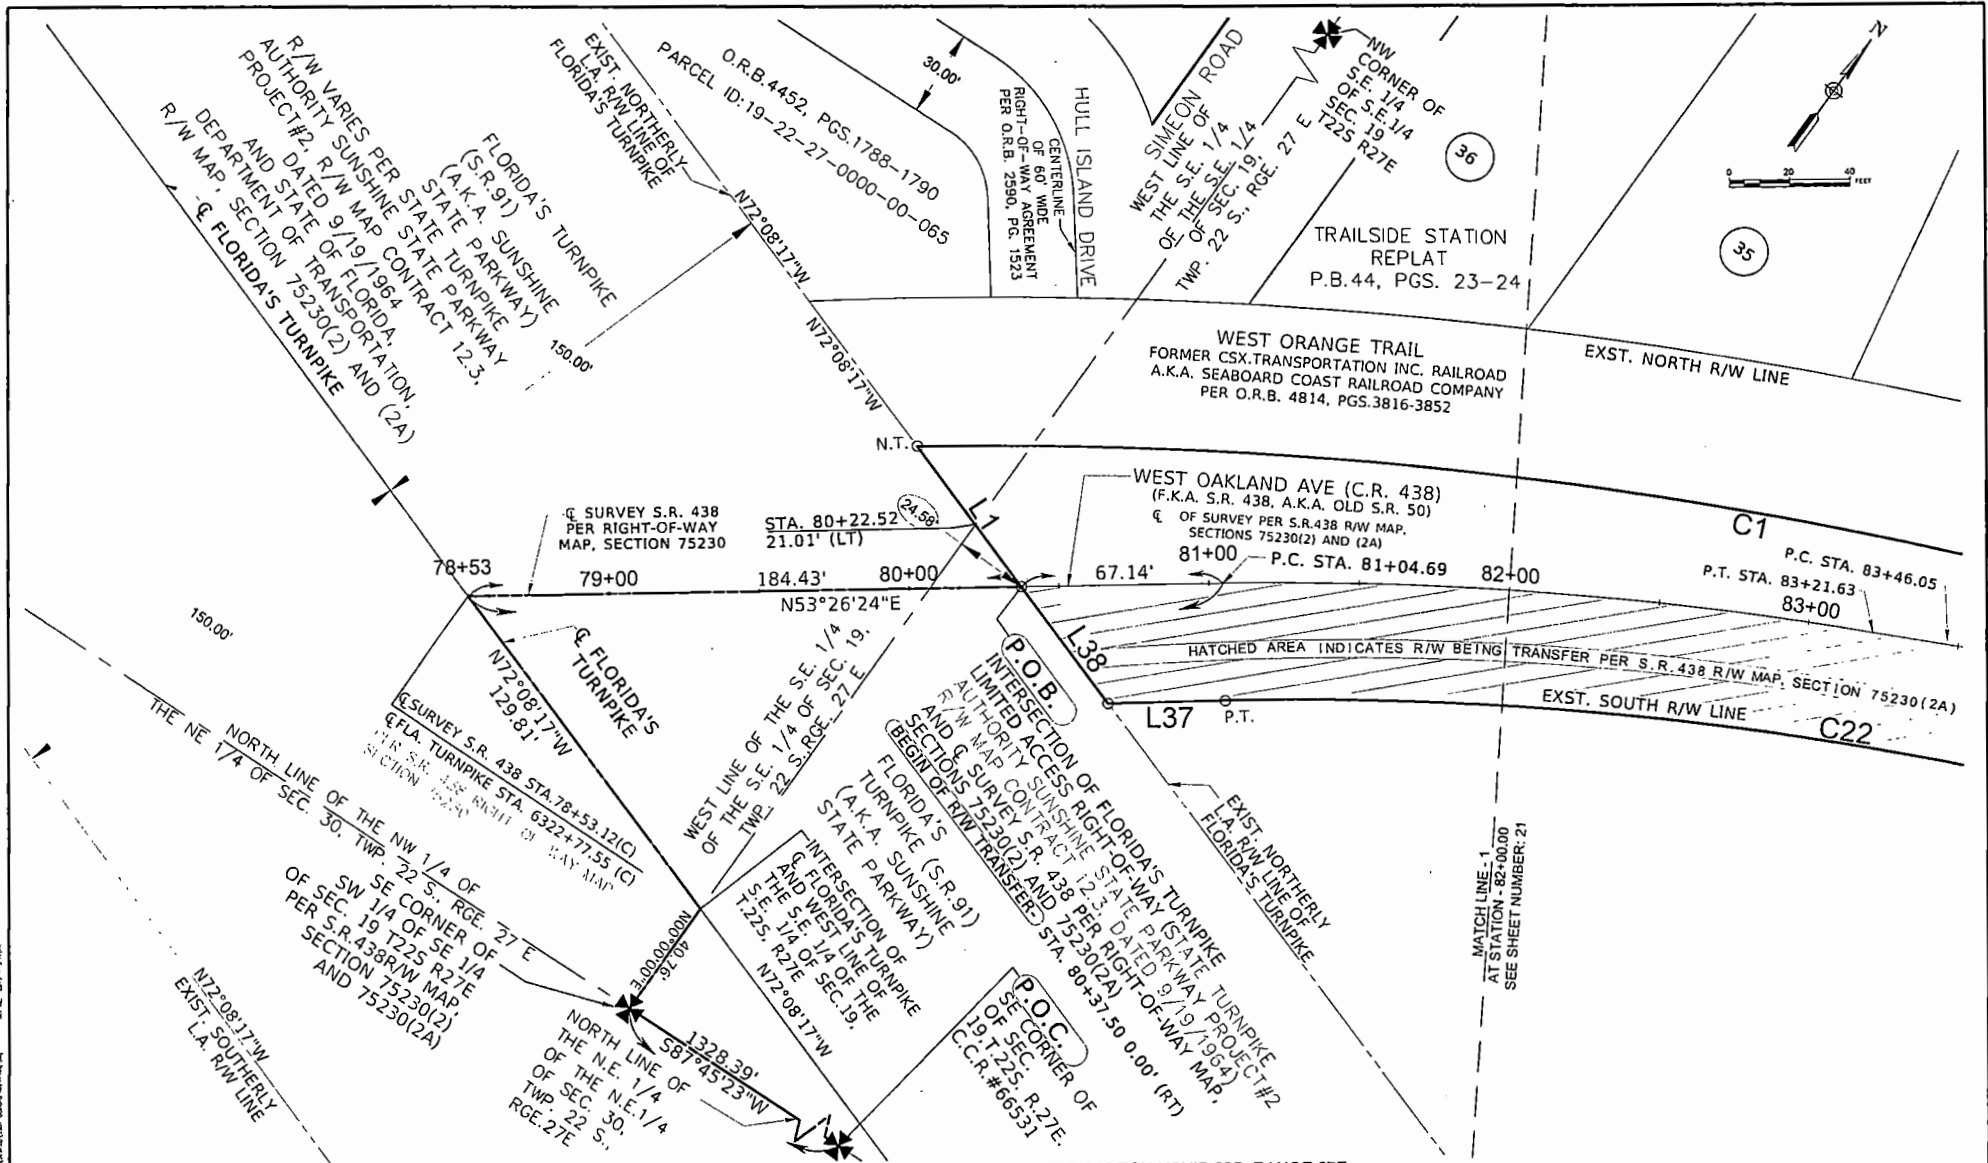 R/W VARIES PER STATE TURNPIKE
AUTHORITY SUNSHINE STATE PARKWAY
PROJECT#2, R/W MAP CONTRACT 12.3,
DATED 9/19/1964
AND STATE OF FLORIDA,
DEPARTMENT OF TRANSPORTATION,
R/W MAP, SECTION 75230(2) AND (2A)
℄ FLORIDA'S TURNPIKE
FLORIDA'S TURNPIKE
(S.R.91)
(A.K.A. SUNSHINE
STATE PARKWAY)
150.00'
EXIST. NORTHERLY
L.A. R/W LINE OF
FLORIDA'S TURNPIKE
O.R.B.4452, PGS.1788-1790
PARCEL ID:19-22-27-0000-00-065
N72°08'17"W
N72°08'17"W
30.00'
HULL ISLAND DRIVE
CENTERLINE
OF 60' WIDE
RIGHT-OF-WAY AGREEMENT
PER O.R.B. 2590, PG. 1523
SIMEON ROAD
WEST LINE OF
THE S.E. 1/4
OF THE S.E. 1/4
OF SEC. 19,
TWP. 22 S., RGE. 27 E
NW
CORNER OF
S.E. 1/4
OF S.E.1/4
SEC. 19
T22S R27E
36
35
N
0 20 40
FEET
TRAILSIDE STATION
REPLAT
P.B.44, PGS. 23-24
WEST ORANGE TRAIL
FORMER CSX.TRANSPORTATION INC. RAILROAD
A.K.A. SEABOARD COAST RAILROAD COMPANY
PER O.R.B. 4814, PGS.3816-3852
EXST. NORTH R/W LINE
N.T.
L1
WEST OAKLAND AVE (C.R. 438)
(F.K.A. S.R. 438, A.K.A. OLD S.R. 50)
℄ OF SURVEY PER S.R.438 R/W MAP.
SECTIONS 75230(2) AND (2A)
C1
℄ SURVEY S.R. 438
PER RIGHT-OF-WAY
MAP, SECTION 75230
STA. 80+22.52
21.01' (LT)
24.58'
78+53
79+00
184.43'
80+00
N53°26'24"E
67.14'
81+00
P.C. STA. 81+04.69
82+00
P.C. STA. 83+46.05
P.T. STA. 83+21.63
83+00
HATCHED AREA INDICATES R/W BEING TRANSFER PER S.R.438 R/W MAP, SECTION 75230(2A)
L38
L37
P.T.
EXST. SOUTH R/W LINE
C22
150.00'
℄ FLORIDA'S
TURNPIKE
N72°08'17"W
129.81'
℄ SURVEY S.R. 438 STA.78+53.12(C)
℄ FLA. TURNPIKE STA. 6322+77.55 (C)
PER S.R. 438 RIGHT OF WAY MAP
SECTION 75230
WEST LINE OF THE S.E. 1/4
OF THE S.E. 1/4 OF SEC. 19,
TWP. 22 S.,RGE. 27 E
P.O.B.
INTERSECTION OF FLORIDA'S TURNPIKE
LIMITED ACCESS RIGHT-OF-WAY (STATE TURNPIKE
AUTHORITY SUNSHINE STATE PARKWAY PROJECT#2
R/W MAP CONTRACT 12.3, DATED 9/19/1964)
AND ℄ SURVEY S.R. 438 PER RIGHT-OF-WAY MAP,
SECTIONS 75230(2) AND 75230(2A)
(BEGIN OF R/W TRANSFER) STA. 80+37.50 0.00' (RT)
FLORIDA'S
TURNPIKE (S.R.91)
(A.K.A. SUNSHINE
STATE PARKWAY)
EXIST. NORTHERLY
L.A. R/W LINE OF
FLORIDA'S TURNPIKE
MATCH LINE - 1
AT STATION - 82+00.00
SEE SHEET NUMBER: 21
NORTH LINE OF THE NW 1/4 OF
THE NE 1/4 OF SEC. 30, TWP. 22 S., RGE. 27 E
SE CORNER OF
SW 1/4 OF SE 1/4
OF SEC. 19 T22S R27E
PER S.R.438R/W MAP,
SECTION 75230(2)
AND 75230(2A)
N00°00'00"E
40.76'
INTERSECTION OF
℄ FLORIDA'S TURNPIKE
AND WEST LINE OF
THE S.E. 1/4 OF THE
S.E. 1/4 OF SEC.19,
T.22S, R27E
N72°08'17"W
P.O.C.
SE CORNER OF
OF SEC.
19,T.22S, R.27E.
C.C.R.#66531
1328.39'
S87°45'23"W
NORTH LINE OF
THE N.E. 1/4
OF THE N.E.1/4
OF SEC. 30,
TWP. 22 S.,
RGE.27E
N72°08'17"W
EXIST. SOUTHERLY
L.A. R/W LINE